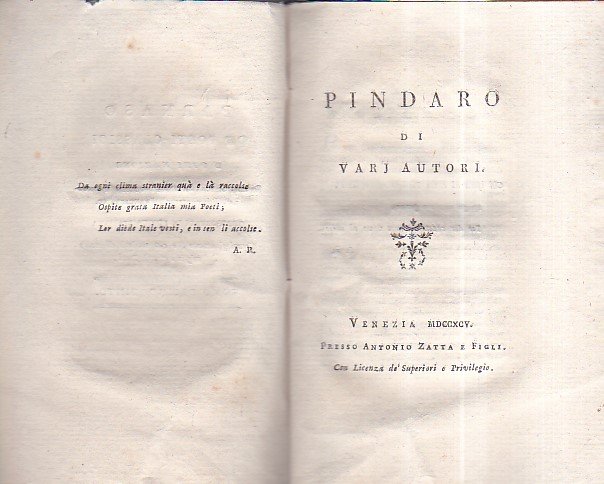 Da ogni clima stranier quà e là raccolse
Ospite grata Italia mia Poeti;
Lor diede Itale vesti, e in sen li accolse.
A. R.
PINDARO
DI
VARJ AUTORI.
VENEZIA MDCCXCV.
PRESSO ANTONIO ZATTA E FIGLI.
Con Licenza de' Superiori e Privilegio.